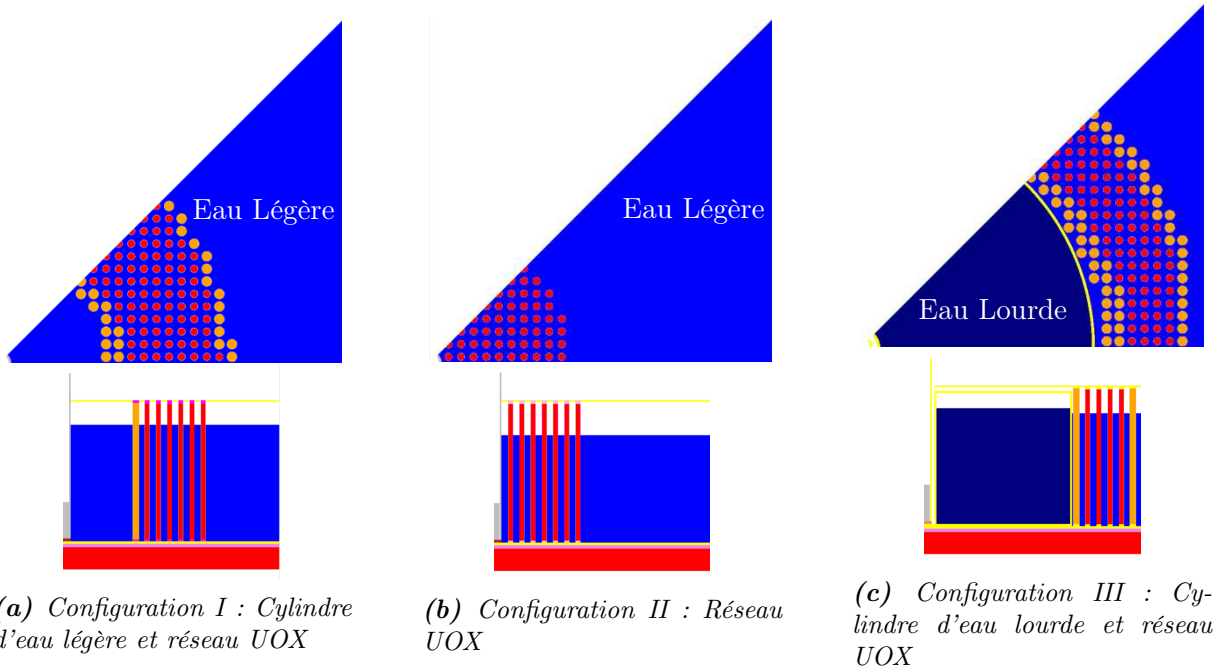 Eau Légère
Eau Légère
Eau Lourde
(a) Configuration I : Cylindre
d'eau légère et réseau UOX
(b) Configuration II : Réseau
UOX
(c) Configuration III : Cy-
lindre d'eau lourde et réseau
UOX